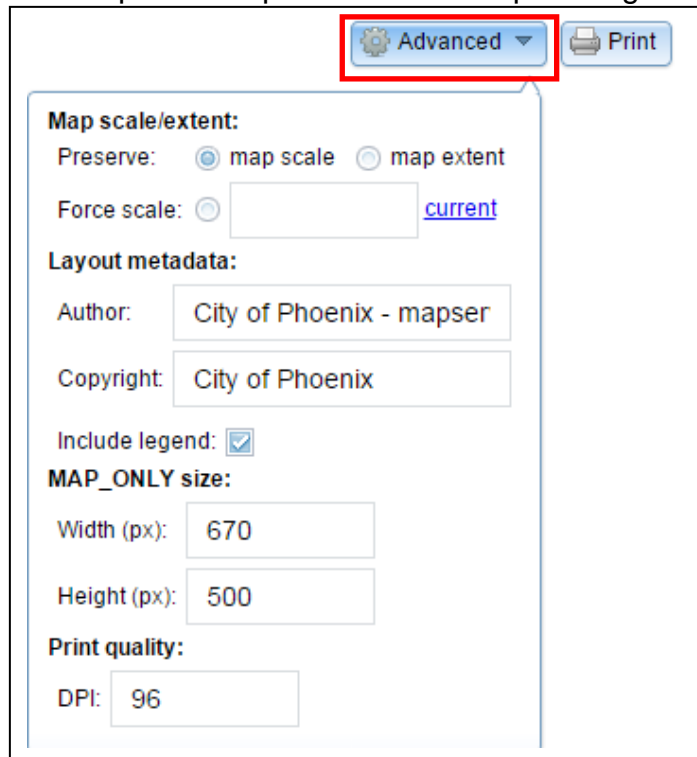 Advanced Print
Map scale/extent:
Preserve: map scale map extent
Force scale: current
Layout metadata:
Author: City of Phoenix - mapser
Copyright: City of Phoenix
Include legend:
MAP_ONLY size:
Width (px): 670
Height (px): 500
Print quality:
DPI: 96